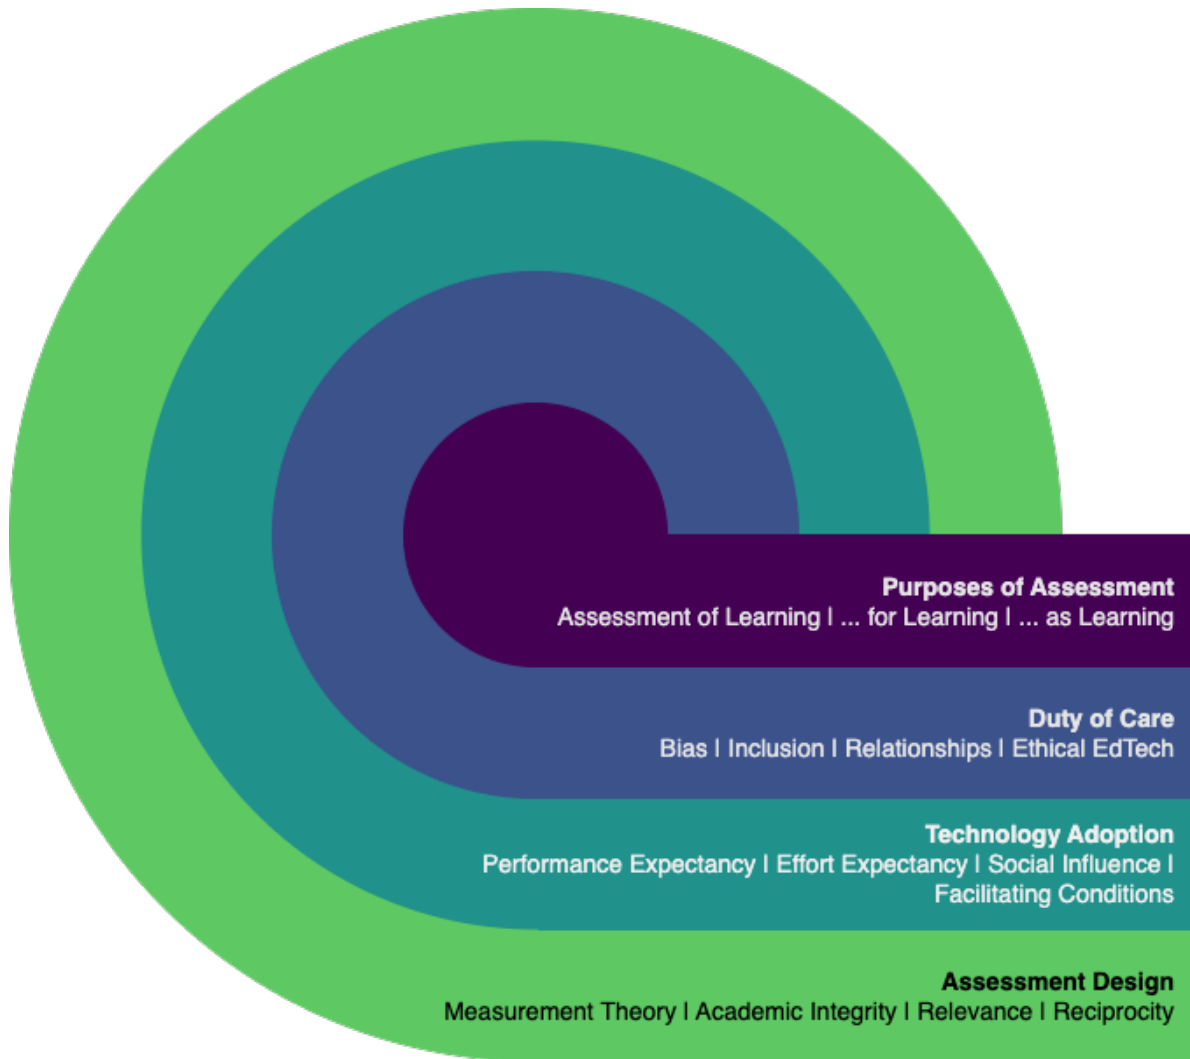 Purposes of Assessment
Assessment of Learning | ... for Learning | ... as Learning
Duty of Care
Bias | Inclusion | Relationships | Ethical EdTech
Technology Adoption
Performance Expectancy | Effort Expectancy | Social Influence |
Facilitating Conditions
Assessment Design
Measurement Theory | Academic Integrity | Relevance | Reciprocity